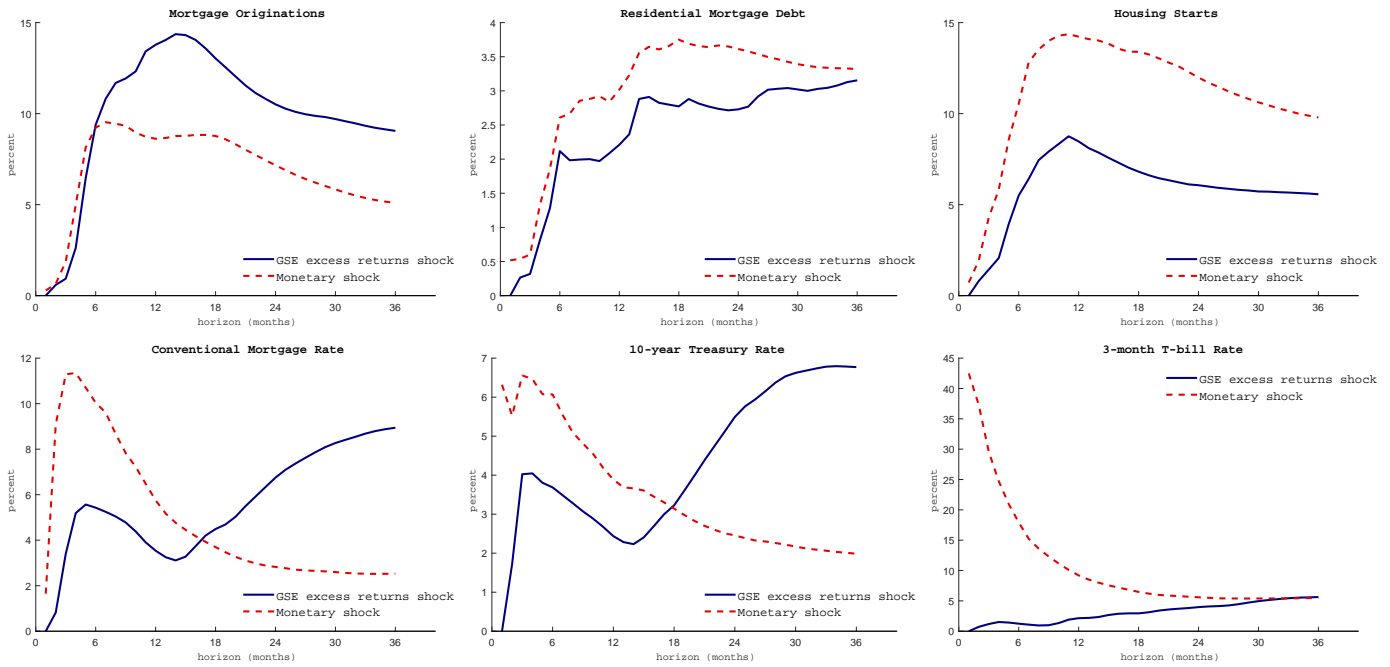 Mortgage Originations
15
10
5
0
percent
0 6 12 18 24 30 36
horizon (months)
GSE excess returns shock
Monetary shock
Residential Mortgage Debt
4
3.5
3
2.5
2
1.5
1
0.5
0
percent
0 6 12 18 24 30 36
horizon (months)
GSE excess returns shock
Monetary shock
Housing Starts
15
10
5
0
percent
0 6 12 18 24 30 36
horizon (months)
GSE excess returns shock
Monetary shock
Conventional Mortgage Rate
12
10
8
6
4
2
0
percent
0 6 12 18 24 30 36
horizon (months)
GSE excess returns shock
Monetary shock
10-year Treasury Rate
7
6
5
4
3
2
1
0
percent
0 6 12 18 24 30 36
horizon (months)
GSE excess returns shock
Monetary shock
3-month T-bill Rate
45
40
35
30
25
20
15
10
5
0
percent
0 6 12 18 24 30 36
horizon (months)
GSE excess returns shock
Monetary shock